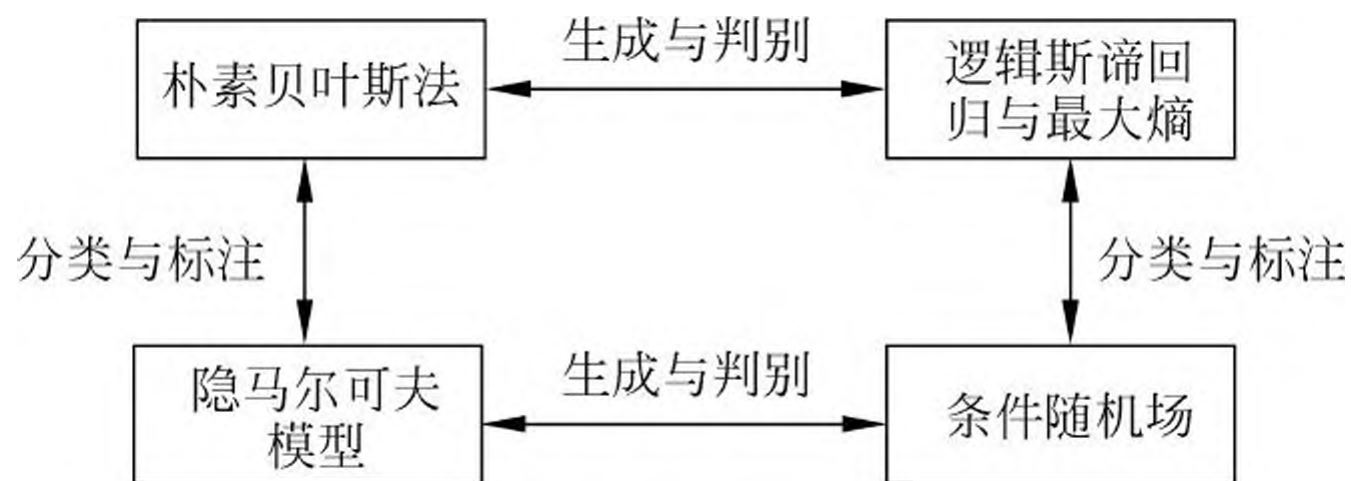 生成与判别
朴素贝叶斯法
逻辑斯谛回
归与最大熵
分类与标注
分类与标注
生成与判别
隐马尔可夫
模型
条件随机场